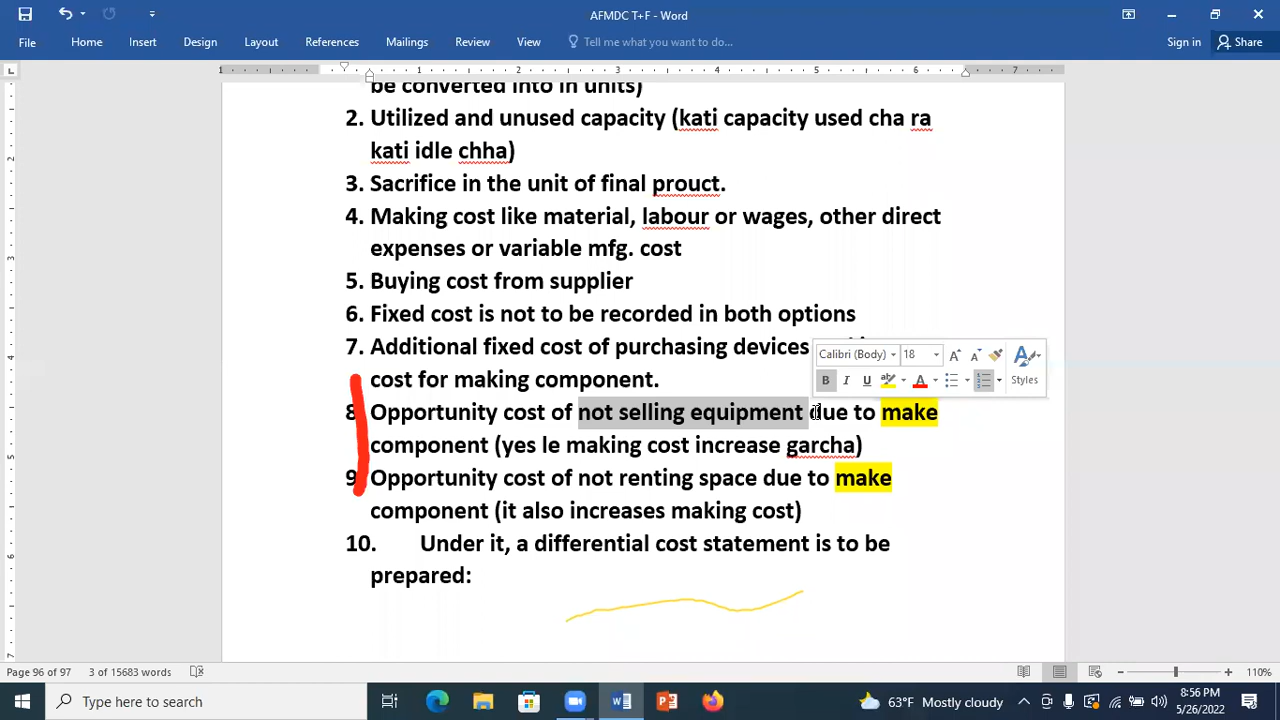 AFMDC T+F - Word
File Home Insert Design Layout References Mailings Review View Tell me what you want to do... Sign in Share
1 1 2 3 4 5 6 7
be converted into in units)
2. Utilized and unused capacity (kati capacity used cha ra
kati idle chha)
3. Sacrifice in the unit of final prouct.
4. Making cost like material, labour or wages, other direct
expenses or variable mfg. cost
5. Buying cost from supplier
6. Fixed cost is not to be recorded in both options
7. Additional fixed cost of purchasing devices
Calibri (Body) 18
B I U A Styles
cost for making component.
8. Opportunity cost of not selling equipment due to make
component (yes le making cost increase garcha)
9. Opportunity cost of not renting space due to make
component (it also increases making cost)
10. Under it, a differential cost statement is to be
prepared:
Page 96 of 97 3 of 15683 words 110%
Type here to search 63°F Mostly cloudy 8:56 PM
5/26/2022